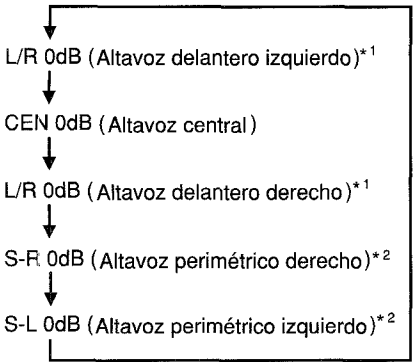 L/R 0dB (Altavoz delantero izquierdo)*1
CEN 0dB (Altavoz central)
L/R 0dB (Altavoz delantero derecho)*1
S-R 0dB (Altavoz perimétrico derecho)*2
S-L 0dB (Altavoz perimétrico izquierdo)*2